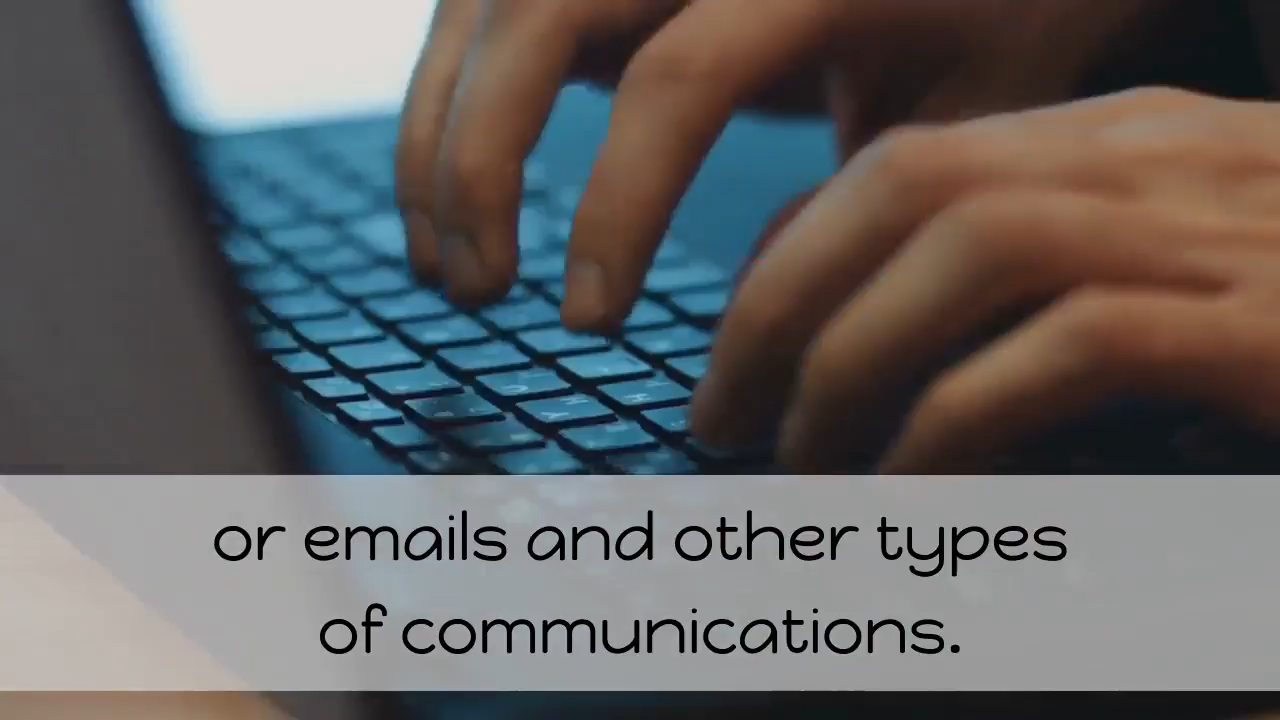 or emails and other types
of communications.